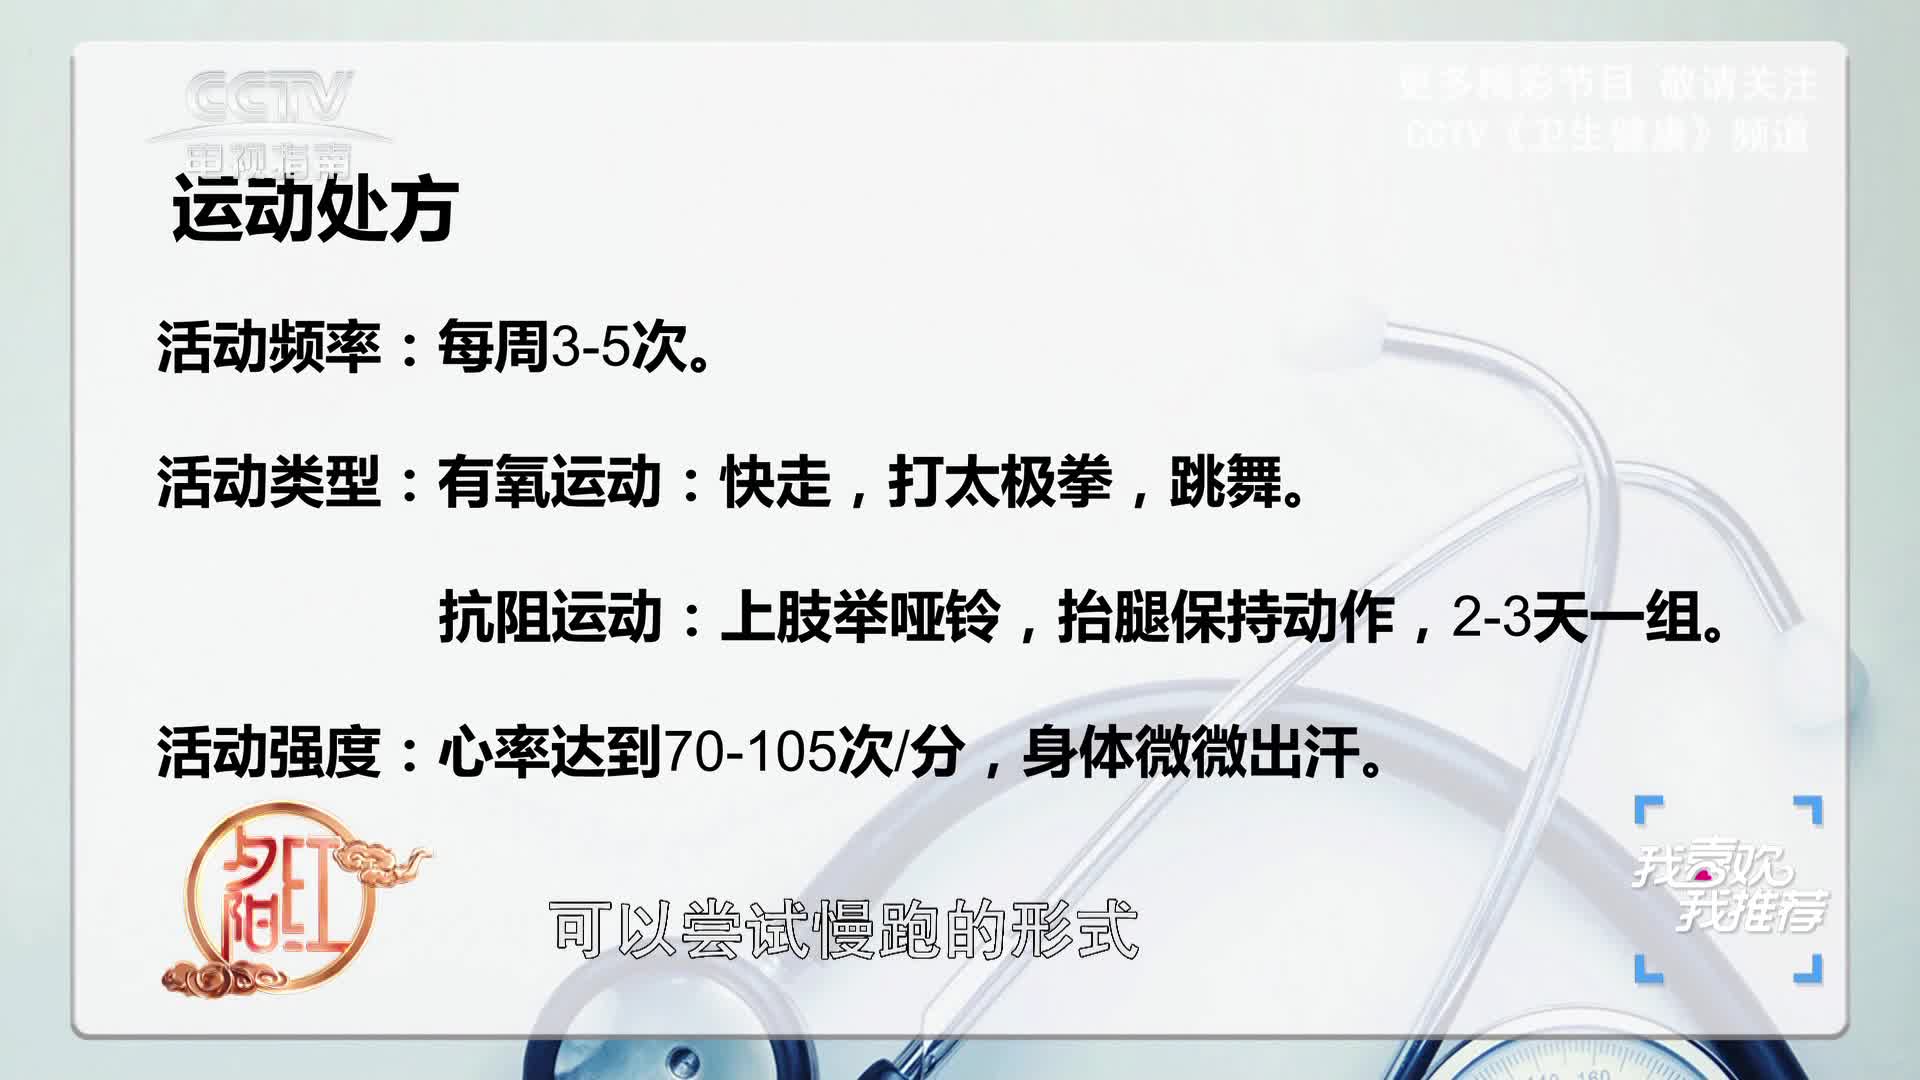 CCTV
电视指南
更多精彩节目 敬请关注
CCTV《卫生健康》频道
运动处方
活动频率：每周3-5次。
活动类型：有氧运动：快走，打太极拳，跳舞。
抗阻运动：上肢举哑铃，抬腿保持动作，2-3天一组。
活动强度：心率达到70-105次/分，身体微微出汗。
夕阳红
可以尝试慢跑的形式
我喜欢
我推荐
160